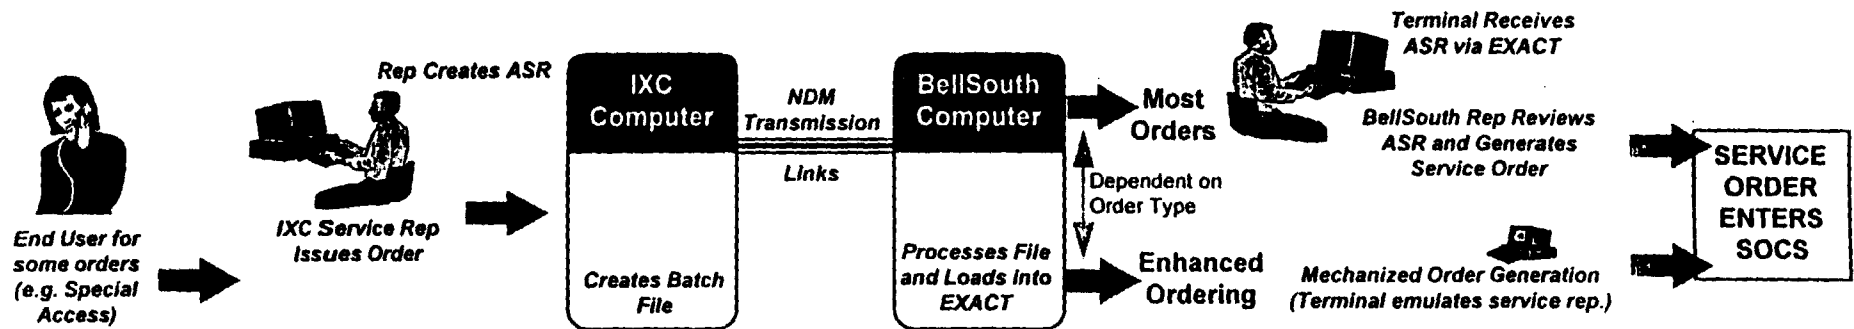 End User for
some orders
(e.g. Special
Access)
Rep Creates ASR
IXC Service Rep
Issues Order
IXC
Computer
Creates Batch
File
NDM
Transmission
Links
BellSouth
Computer
Processes File
and Loads into
EXACT
Most
Orders
Dependent on
Order Type
Enhanced
Ordering
Terminal Receives
ASR via EXACT
BellSouth Rep Reviews
ASR and Generates
Service Order
Mechanized Order Generation
(Terminal emulates service rep.)
SERVICE
ORDER
ENTERS
SOCS